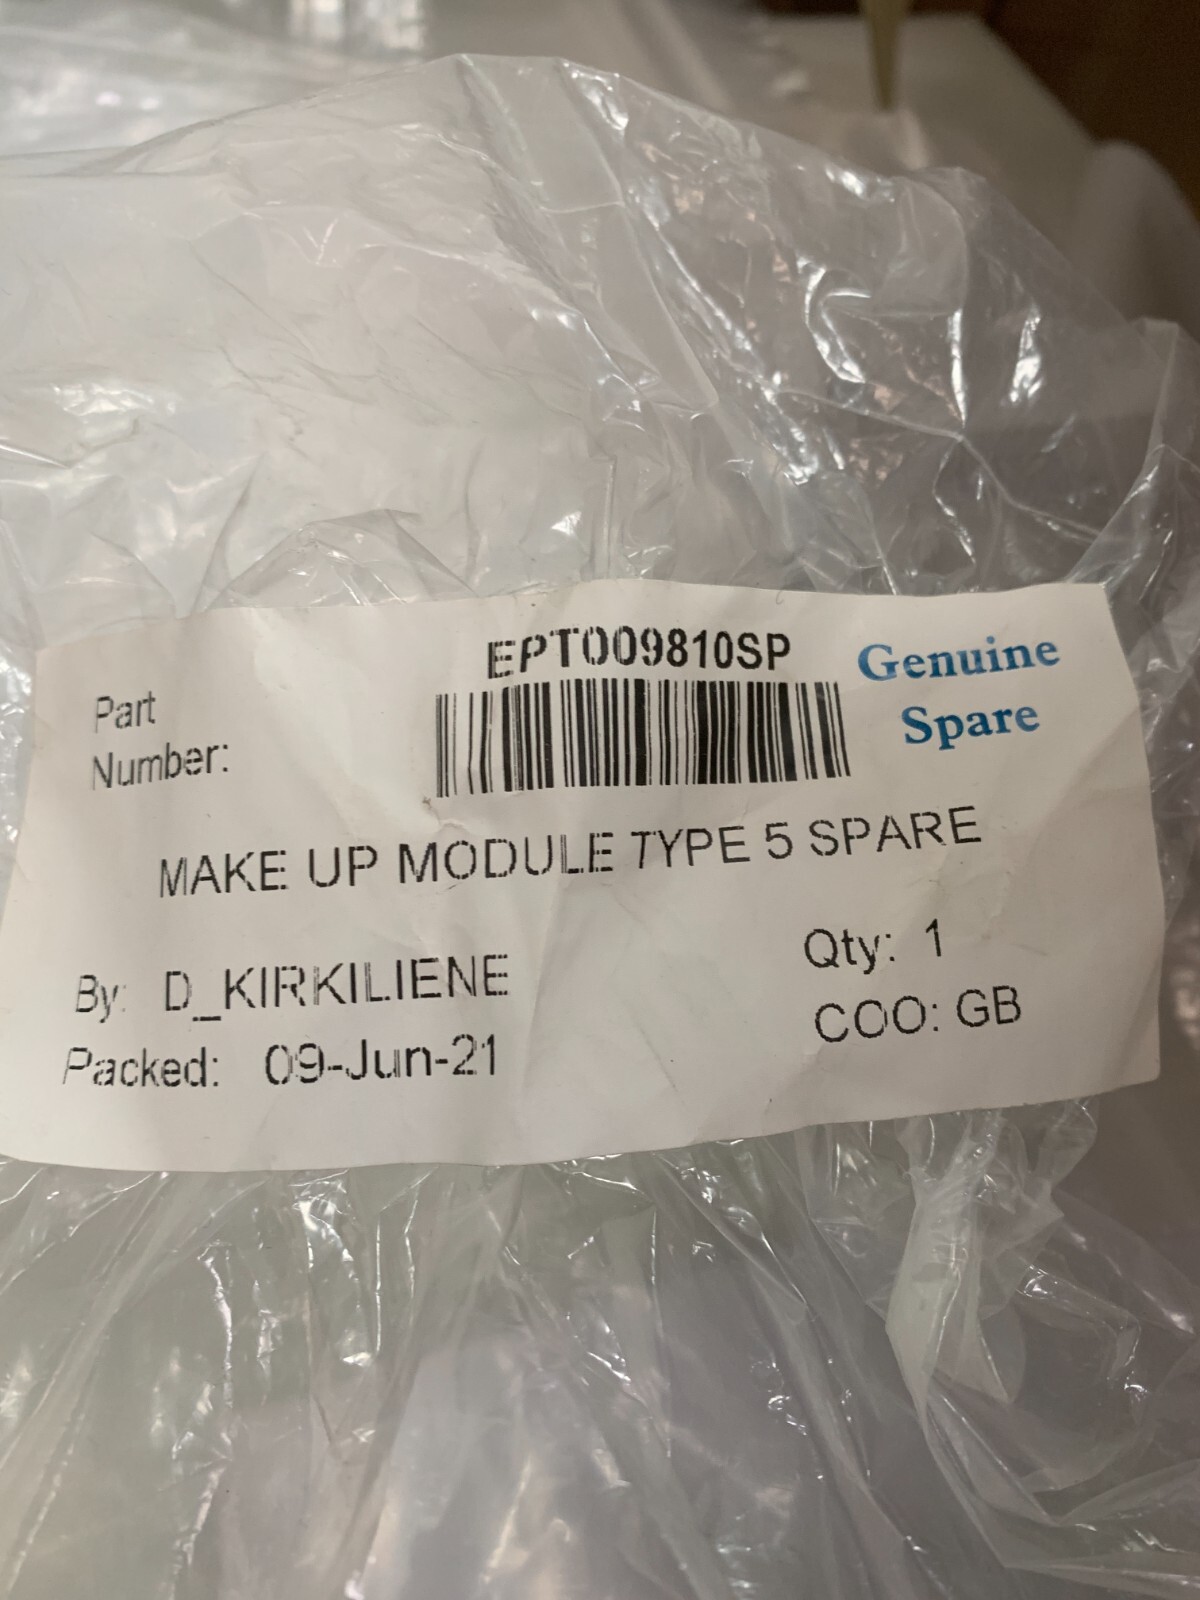 EPT009810SP
Genuine
Spare
Part
Number:
MAKE UP MODULE TYPE 5 SPARE
By: D_KIRKILIENE
Qty: 1
Packed: 09-Jun-21
COO: GB